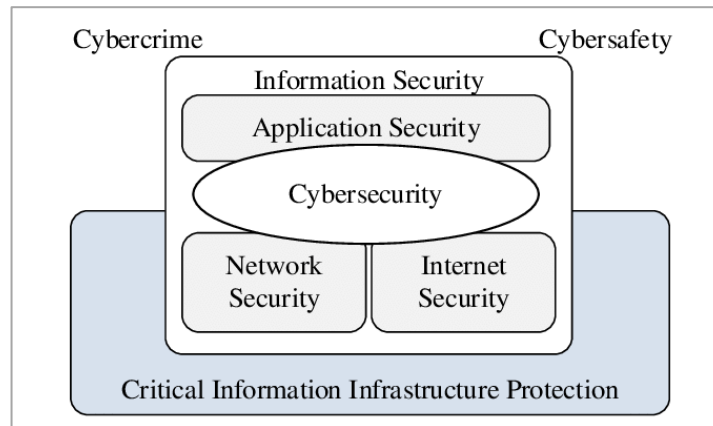 Cybercrime
Cybersafety
Information Security
Application Security
Cybersecurity
Network
Security
Internet
Security
Critical Information Infrastructure Protection